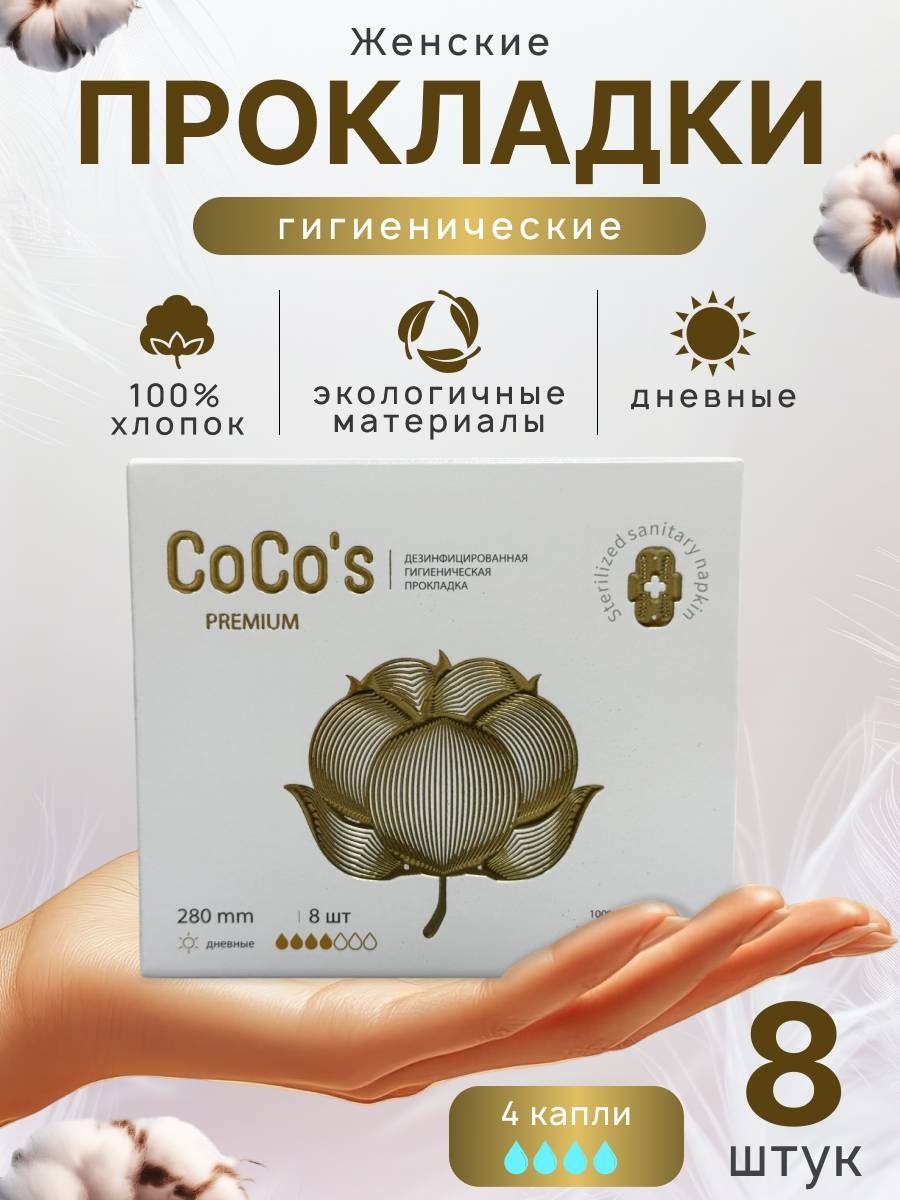 Женские
ПРОКЛАДКИ
гигиенические
100%
хлопок
экологичные
материалы
дневные
CoCo's
PREMIUM
ДЕЗИНФИЦИРОВАННАЯ
ГИГИЕНИЧЕСКАЯ
ПРОКЛАДКА
Sterilized sanitary napkin
280 mm
8 шт
дневные
4 капли
8
штук